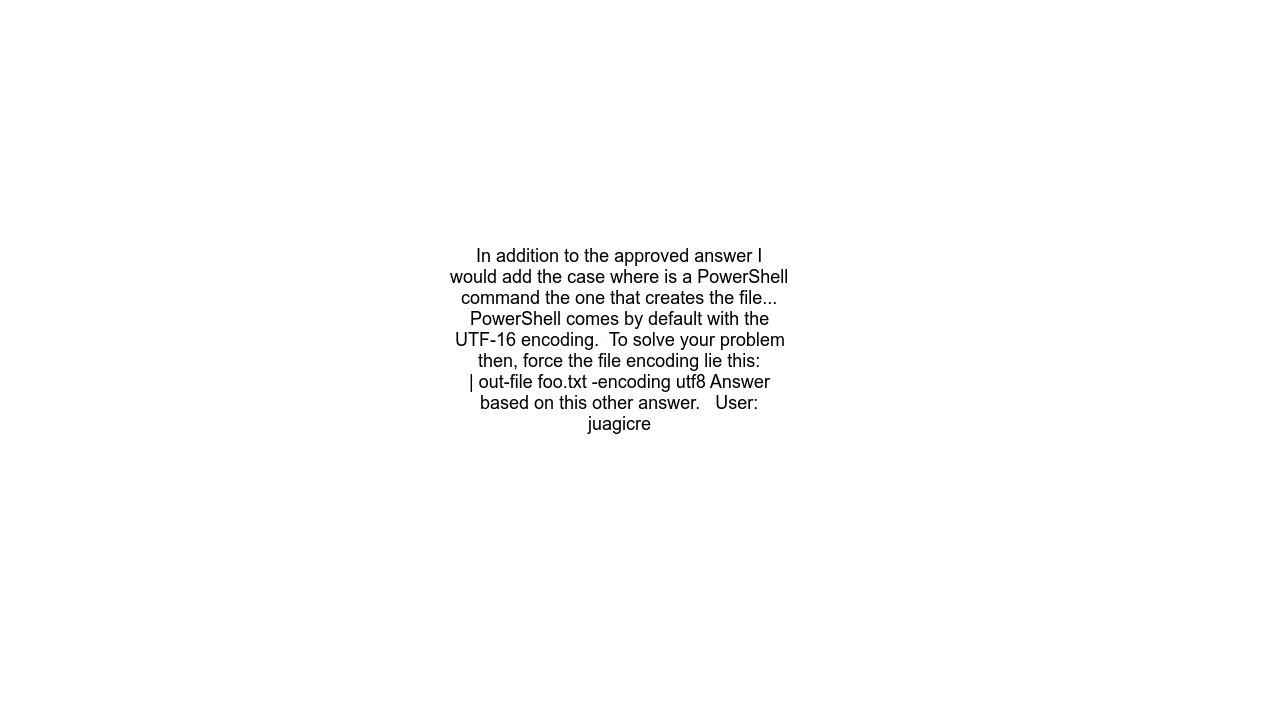 In addition to the approved answer I
would add the case where is a PowerShell
command the one that creates the file...
PowerShell comes by default with the
UTF-16 encoding.  To solve your problem
then, force the file encoding lie this:
| out-file foo.txt -encoding utf8 Answer
based on this other answer.   User:
juagicre